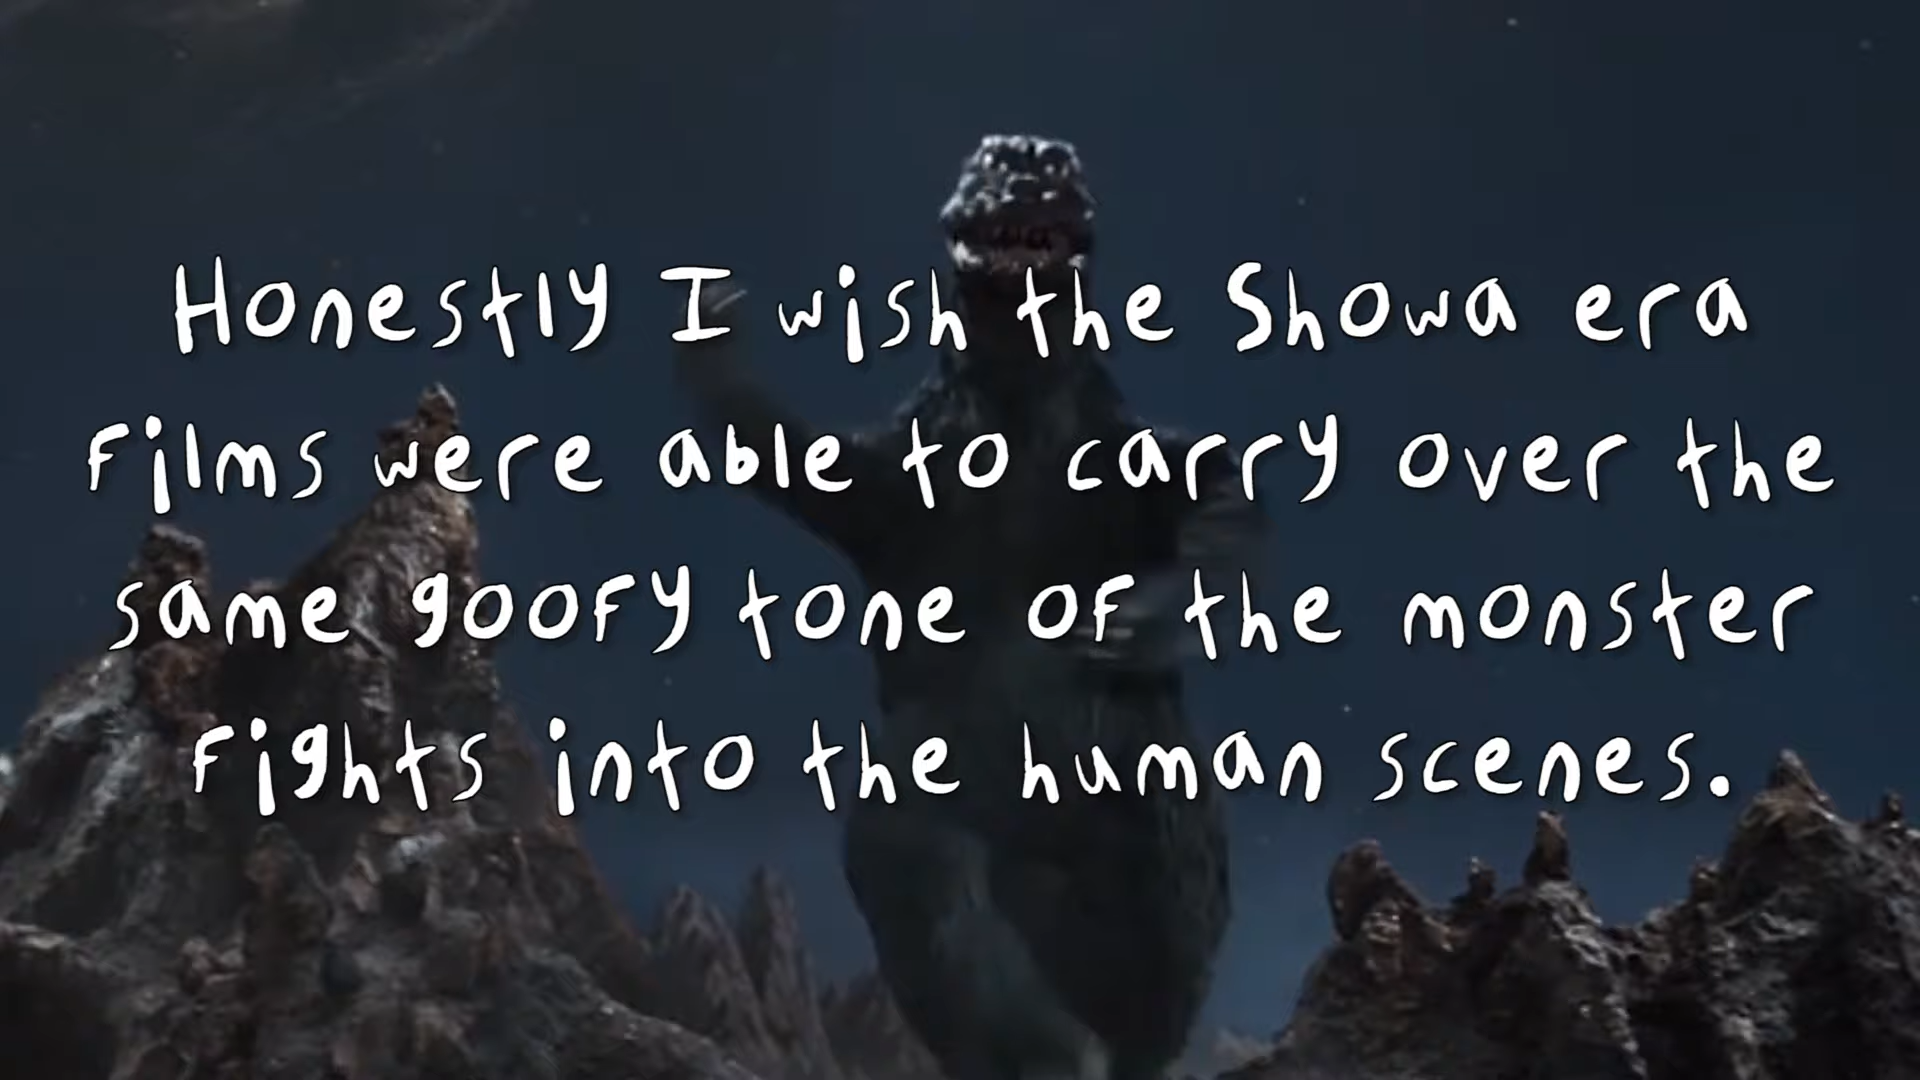 Honestly I wish the Showa era
films were able to carry over the
same goofy tone of the monster
fights into the human scenes.